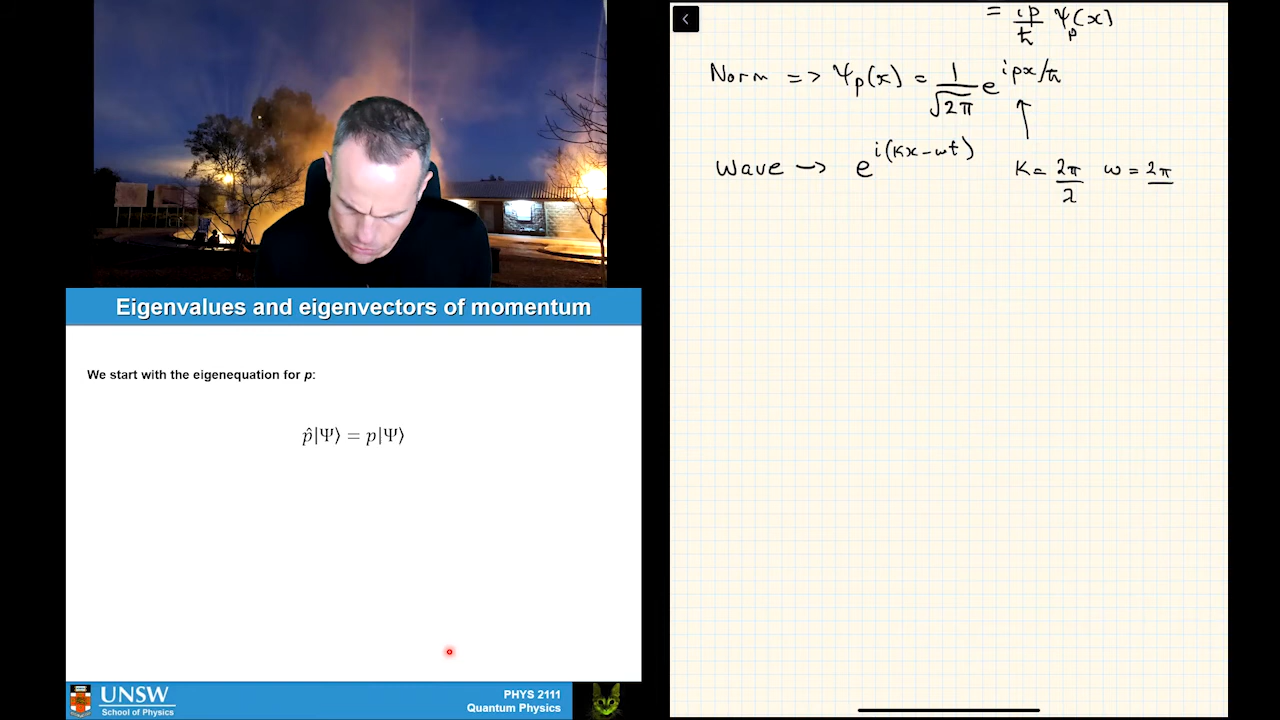 Eigenvalues and eigenvectors of momentum
We start with the eigenequation for p:
p̂|Ψ⟩ = p|Ψ⟩
UNSW
School of Physics
PHYS 2111
Quantum Physics
= ip/ħ Ψp(x)
Norm => Ψp(x) = 1/√2π e^ipx/ħ
Wave → e^i(kx-ωt) k = 2π/λ ω = 2π